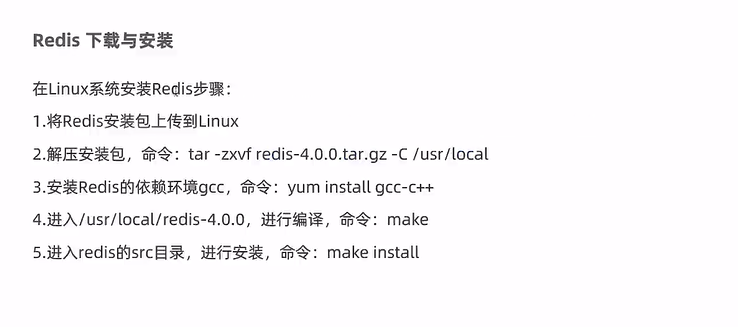 Redis 下载与安装
在Linux系统安装Redis步骤：
1.将Redis安装包上传到Linux
2.解压安装包，命令：tar -zxvf redis-4.0.0.tar.gz -C /usr/local
3.安装Redis的依赖环境gcc，命令：yum install gcc-c++
4.进入/usr/local/redis-4.0.0，进行编译，命令：make
5.进入redis的src目录，进行安装，命令：make install